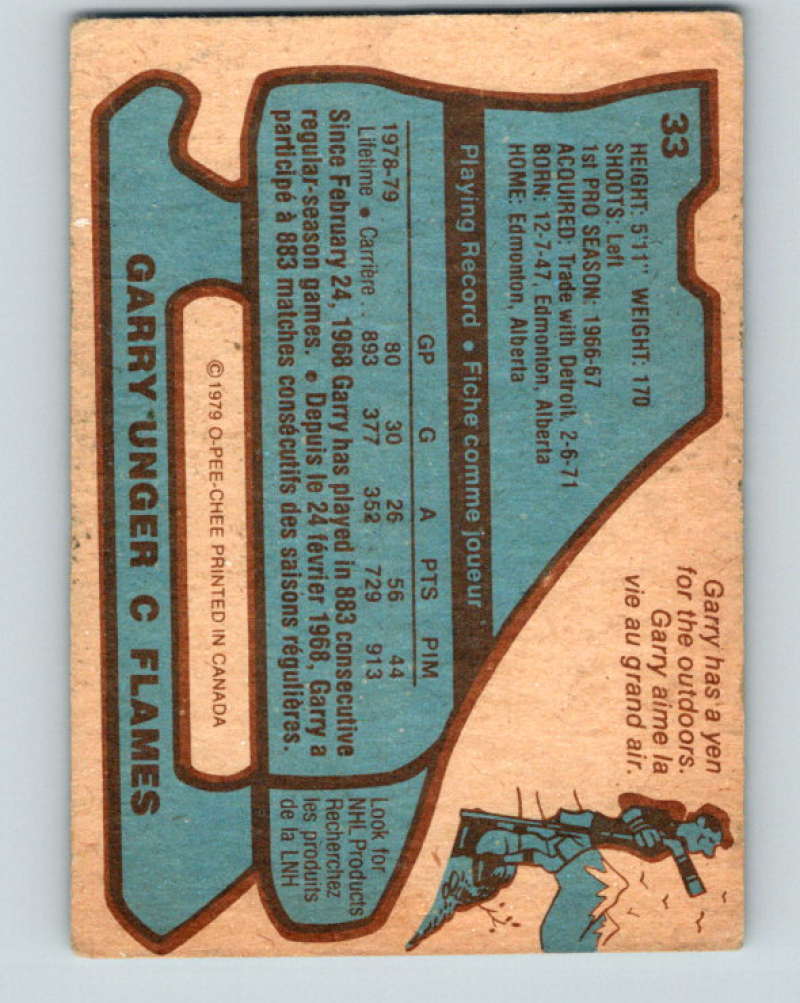 33
HEIGHT: 5'11" WEIGHT: 170
SHOOTS: Left
1st PRO SEASON: 1966-67
ACQUIRED: Trade with Detroit, 2-6-71
BORN: 12-7-47, Edmonton, Alberta
HOME: Edmonton, Alberta
Garry has a yen
for the outdoors.
Garry aime la
vie au grand air.
Playing Record • Fiche comme joueur
GP G A PTS PIM
1978-79 80 30 26 56 44
Lifetime • Carrière .. 893 377 352 729 913
Since February 24, 1968 Garry has played in 883 consecutive
regular-season games. • Depuis le 24 février 1968, Garry a
participé à 883 matches consécutifs des saisons régulières.
Look for
NHL Products
Recherchez
les produits
de la LNH
© 1979 O-PEE-CHEE PRINTED IN CANADA
GARRY UNGER C FLAMES